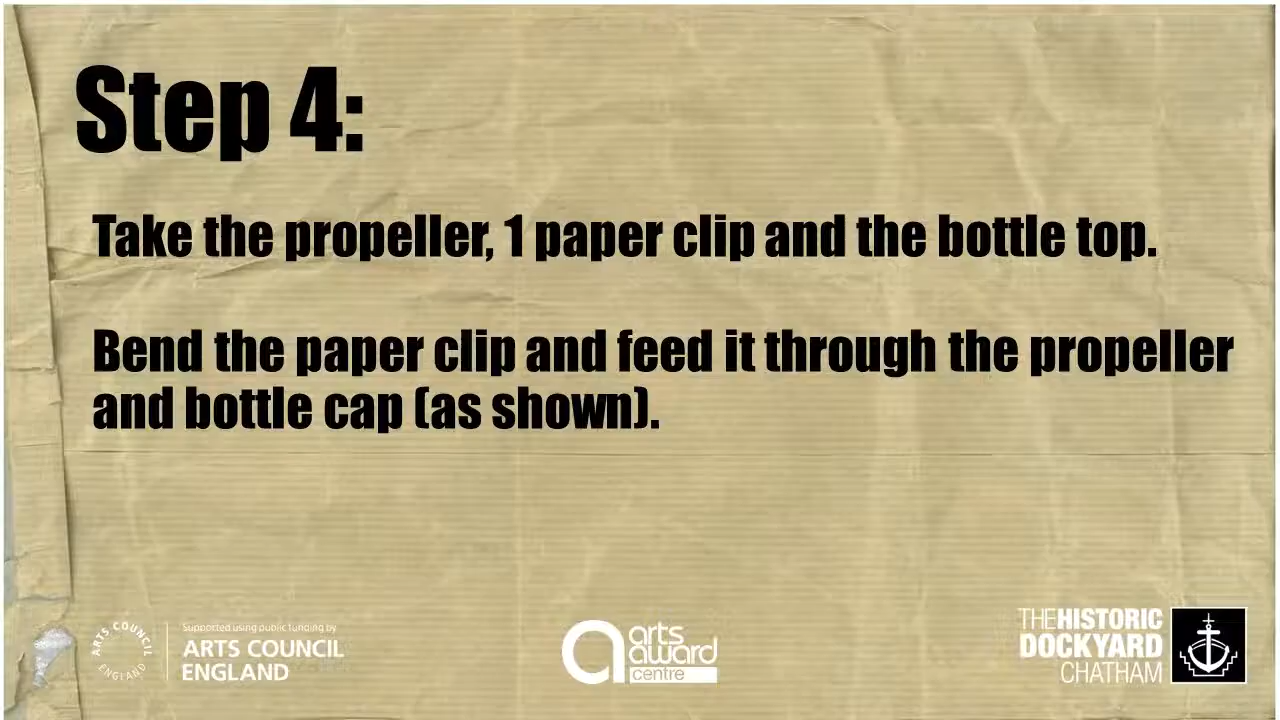 Step 4:
Take the propeller, 1 paper clip and the bottle top.
Bend the paper clip and feed it through the propeller
and bottle cap (as shown).
ARTS COUNCIL
ENGLAND
Supported using public funding by
ARTS COUNCIL
ENGLAND
arts
award
centre
THE HISTORIC
DOCKYARD
CHATHAM